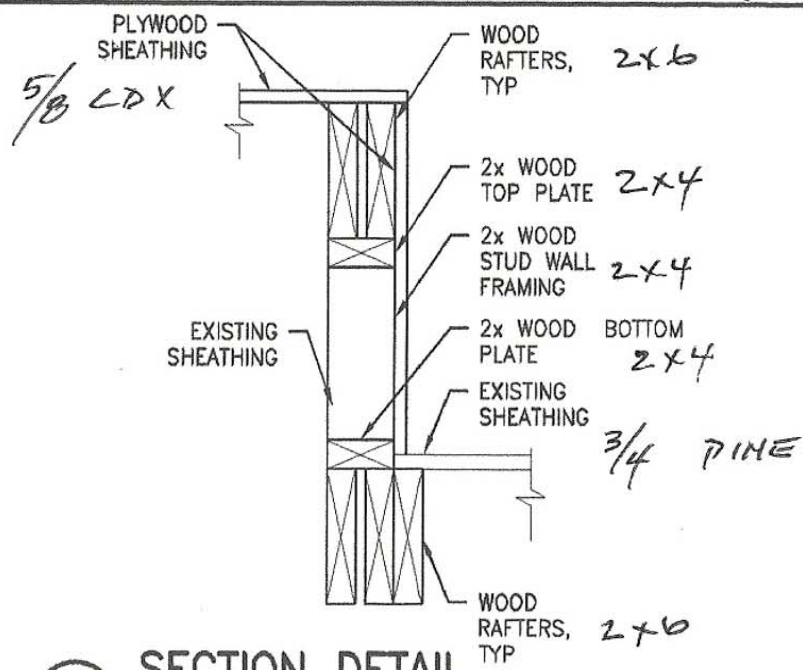 PLYWOOD
SHEATHING
5/8 CDX
WOOD
RAFTERS, 2x6
TYP
2x WOOD
TOP PLATE 2x4
2x WOOD
STUD WALL 2x4
FRAMING
EXISTING
SHEATHING
2x WOOD BOTTOM
PLATE 2x4
EXISTING
SHEATHING
3/4 PINE
WOOD
RAFTERS, 2x6
TYP
SECTION DETAIL